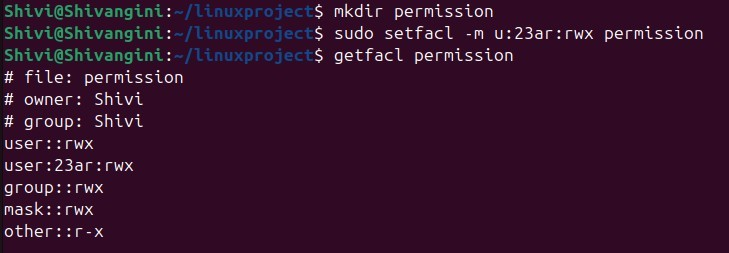 Shivi@Shivangini:~/linuxproject$ mkdir permission
Shivi@Shivangini:~/linuxproject$ sudo setfacl -m u:23ar:rwx permission
Shivi@Shivangini:~/linuxproject$ getfacl permission
# file: permission
# owner: Shivi
# group: Shivi
user::rwx
user:23ar:rwx
group::rwx
mask::rwx
other::r-x